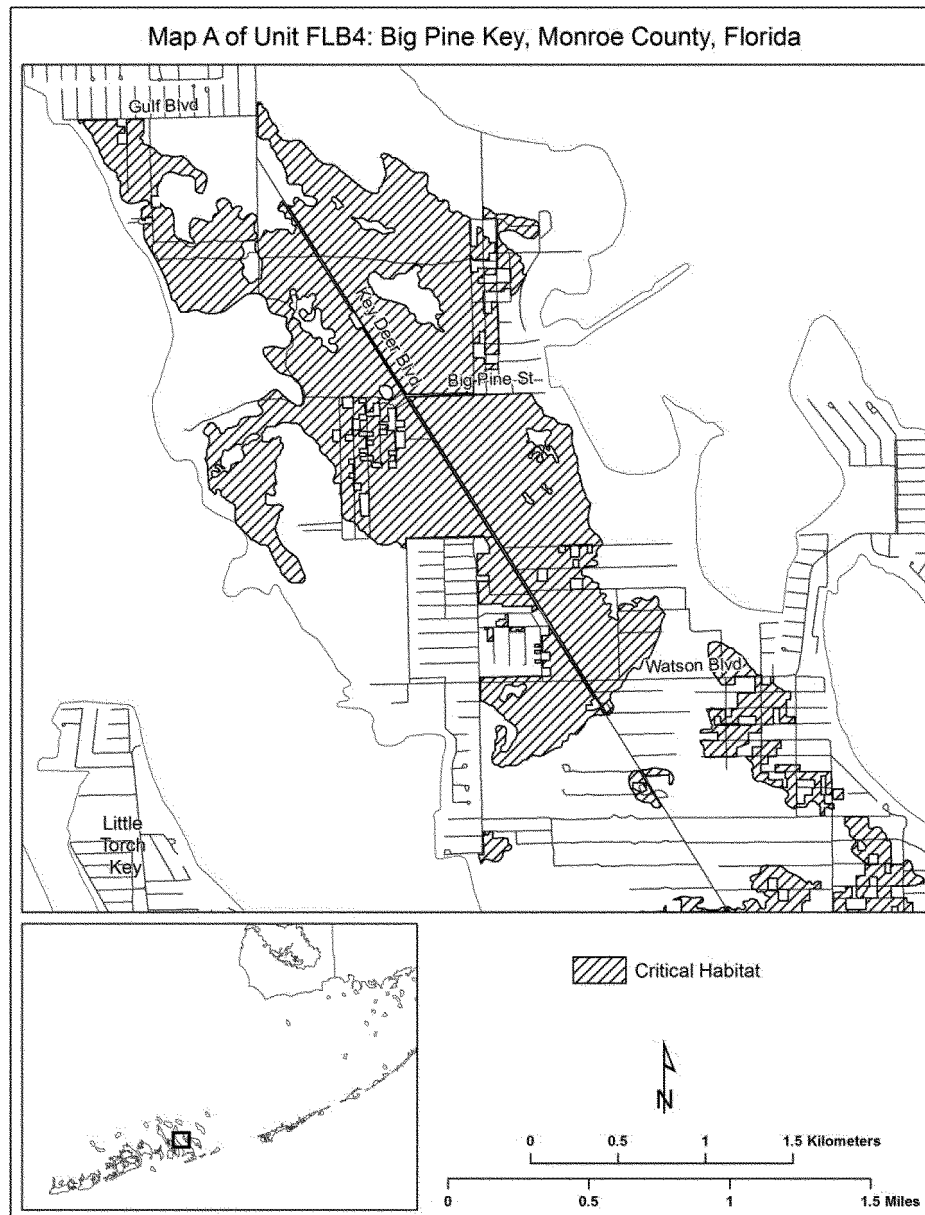 Map A of Unit FLB4: Big Pine Key, Monroe County, Florida
Gulf Blvd
Key Deer Blvd
Big Pine St
Watson Blvd
Little
Torch
Key
Critical Habitat
N
0 0.5 1 1.5 Kilometers
0 0.5 1 1.5 Miles